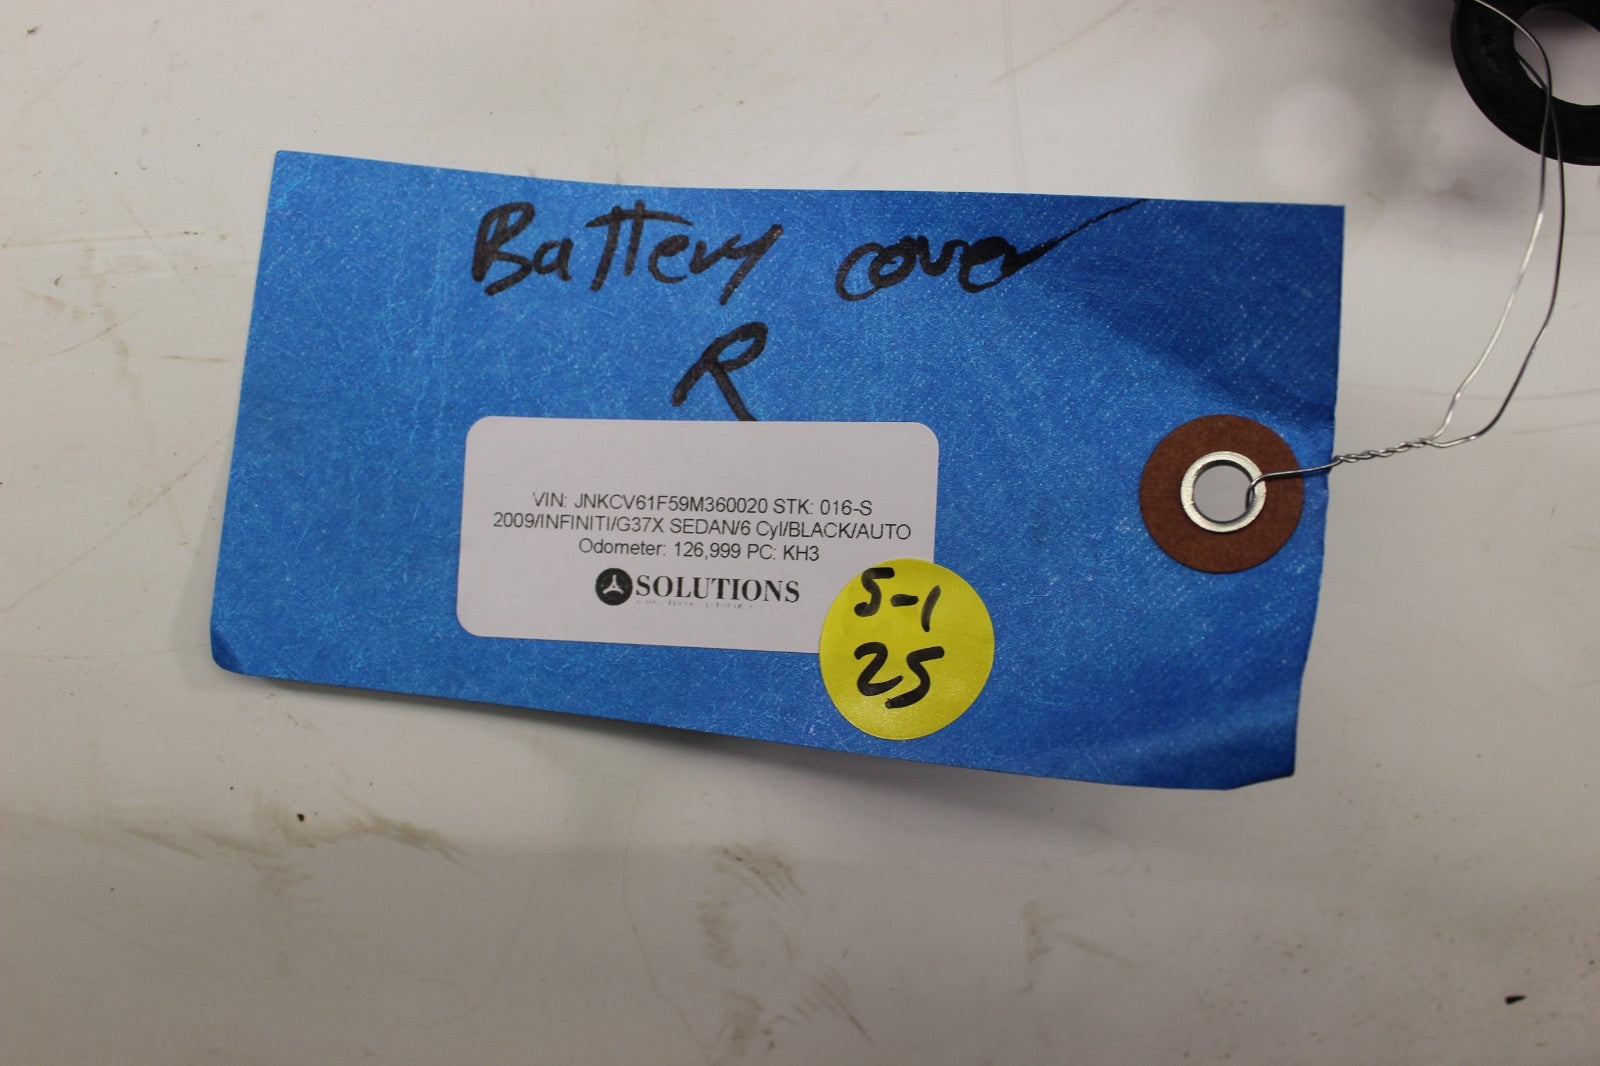 Battery cover
R
VIN: JNKCV61F59M360020 STK: 016-S
2009/INFINITI/G37X SEDAN/6 Cyl/BLACK/AUTO
Odometer: 126,999 PC: KH3
SOLUTIONS
5-1
25